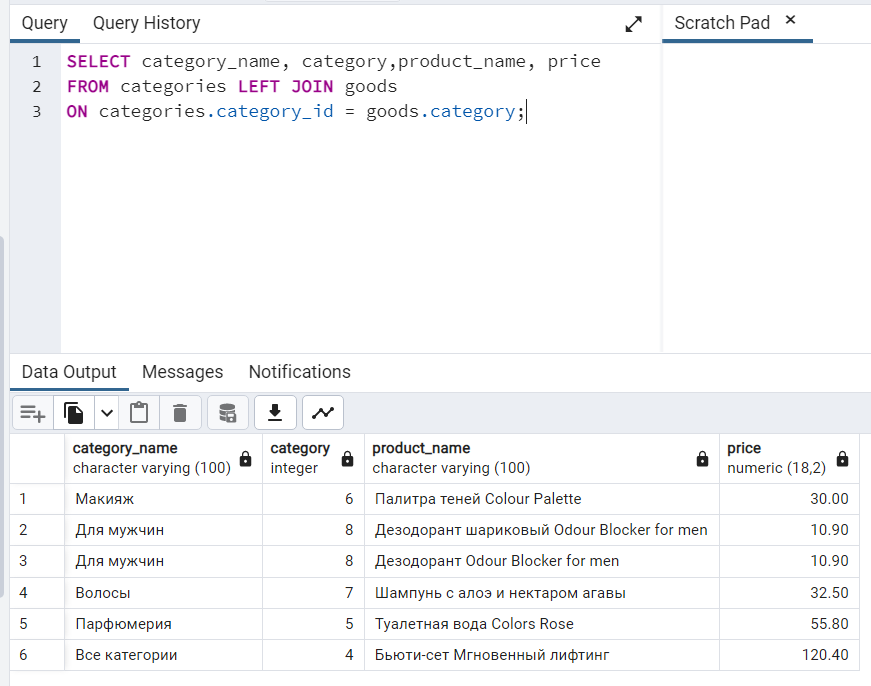 Query Query History Scratch Pad ✕
1 SELECT category_name, category,product_name, price
2 FROM categories LEFT JOIN goods
3 ON categories.category_id = goods.category;
Data Output Messages Notifications
category_name category product_name price
character varying (100) integer character varying (100) numeric (18,2)
1 Макияж 6 Палитра теней Colour Palette 30.00
2 Для мужчин 8 Дезодорант шариковый Odour Blocker for men 10.90
3 Для мужчин 8 Дезодорант Odour Blocker for men 10.90
4 Волосы 7 Шампунь с алоэ и нектаром агавы 32.50
5 Парфюмерия 5 Туалетная вода Colors Rose 55.80
6 Все категории 4 Бьюти-сет Мгновенный лифтинг 120.40